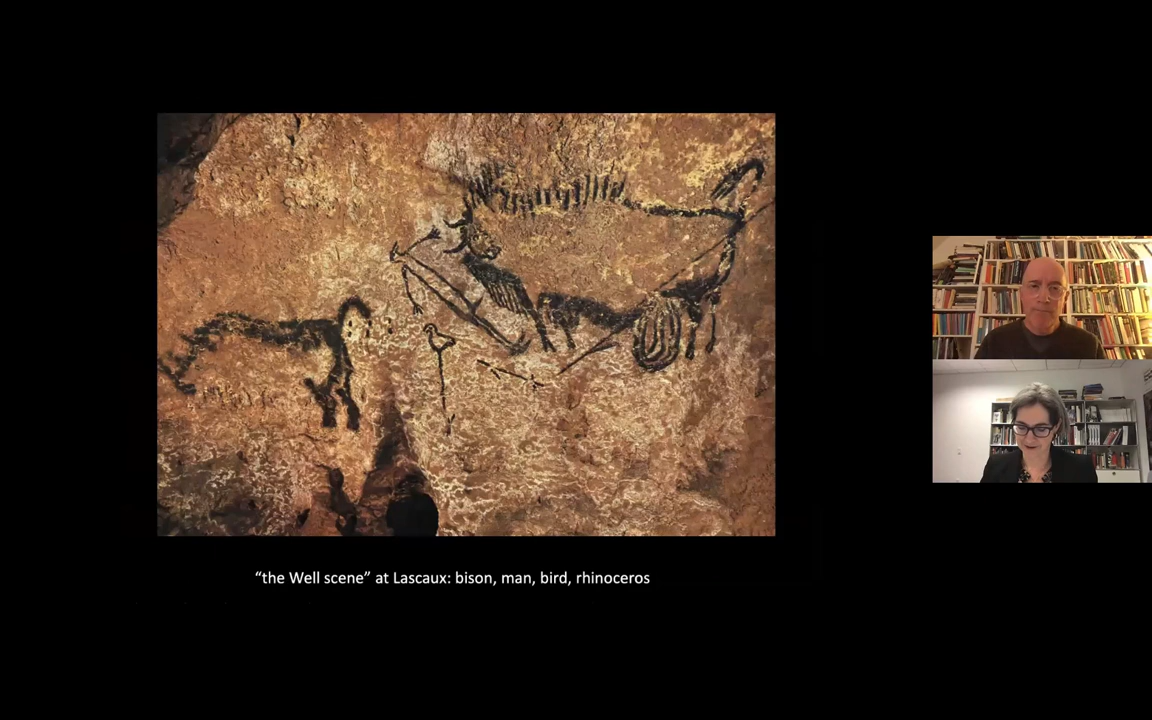 “the Well scene” at Lascaux: bison, man, bird, rhinoceros